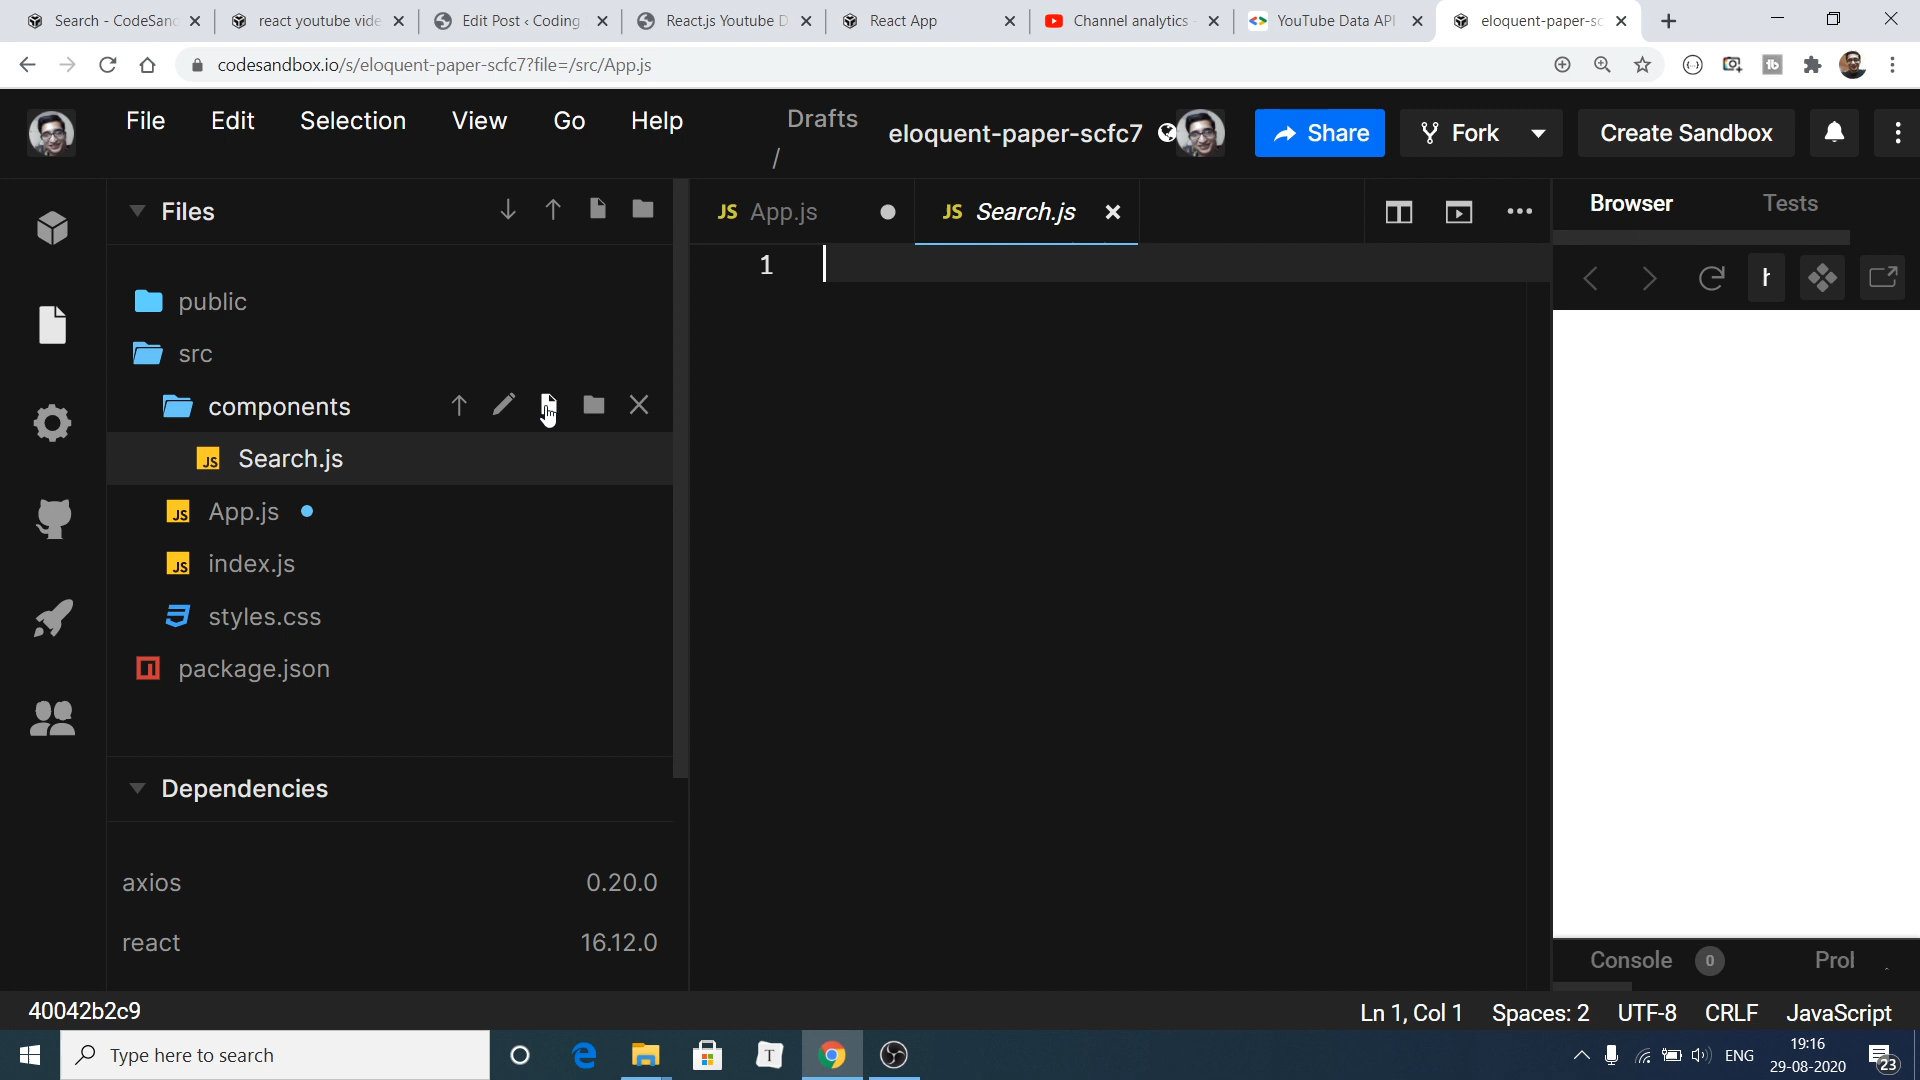 Search - CodeSan
react youtube vide
Edit Post ‹ Coding
React.js Youtube D
React App
Channel analytics -
YouTube Data API
eloquent-paper-sc
codesandbox.io/s/eloquent-paper-scfc7?file=/src/App.js
File Edit Selection View Go Help
Drafts
/
eloquent-paper-scfc7
Share
Fork
Create Sandbox
Files
App.js
Search.js
Browser
Tests
1
public
src
components
Search.js
App.js
index.js
styles.css
package.json
Dependencies
axios 0.20.0
react 16.12.0
Console 0
40042b2c9
Ln 1, Col 1 Spaces: 2 UTF-8 CRLF JavaScript
Type here to search
ENG
19:16
29-08-2020
23